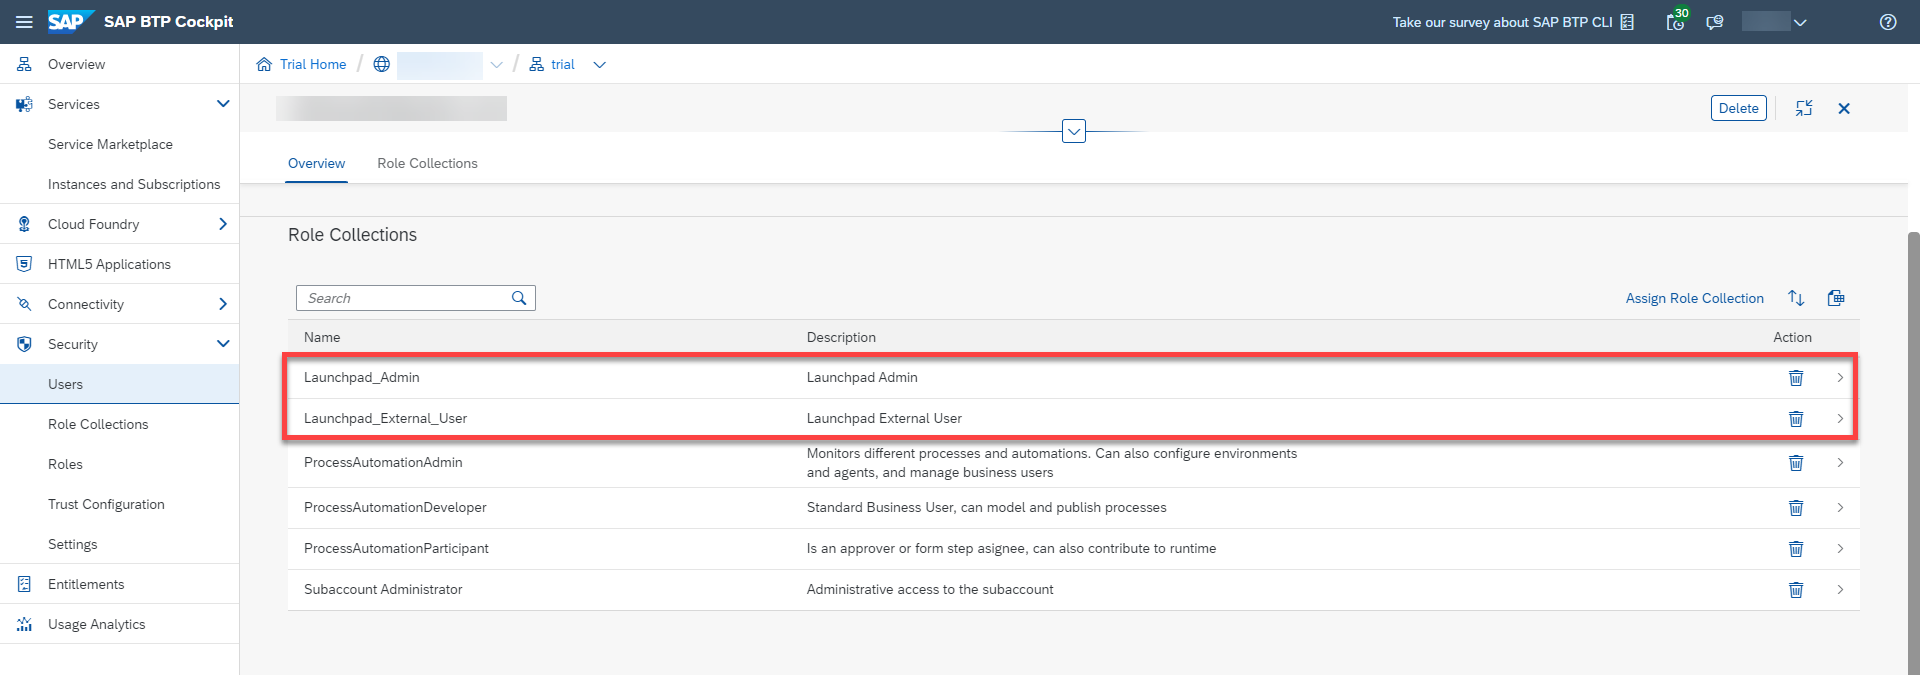 SAP SAP BTP Cockpit
Take our survey about SAP BTP CLI
30
Overview
Services
Service Marketplace
Instances and Subscriptions
Cloud Foundry
HTML5 Applications
Connectivity
Security
Users
Role Collections
Roles
Trust Configuration
Settings
Entitlements
Usage Analytics
Trial Home / / trial
Delete
Overview Role Collections
Role Collections
Search
Assign Role Collection
Name Description Action
Launchpad_Admin Launchpad Admin
Launchpad_External_User Launchpad External User
ProcessAutomationAdmin Monitors different processes and automations. Can also configure environments
and agents, and manage business users
ProcessAutomationDeveloper Standard Business User, can model and publish processes
ProcessAutomationParticipant Is an approver or form step asignee, can also contribute to runtime
Subaccount Administrator Administrative access to the subaccount